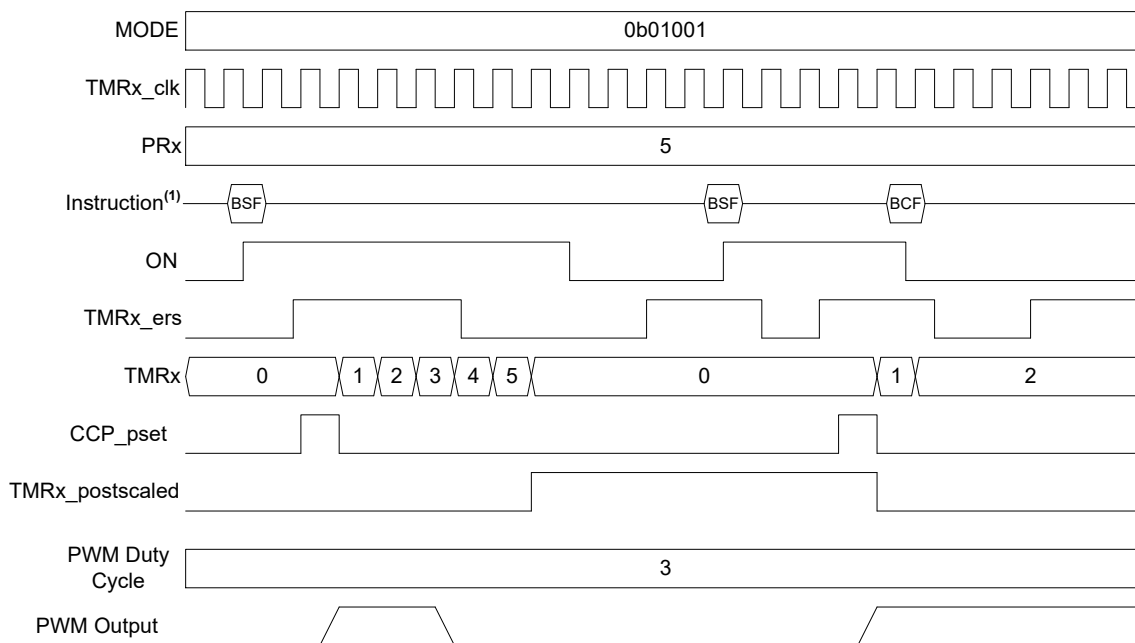 MODE 0b01001
TMRx_clk
PRx 5
Instruction(1) BSF BSF BCF
ON
TMRx_ers
TMRx 0 1 2 3 4 5 0 1 2
CCP_pset
TMRx_postscaled
PWM Duty
Cycle 3
PWM Output